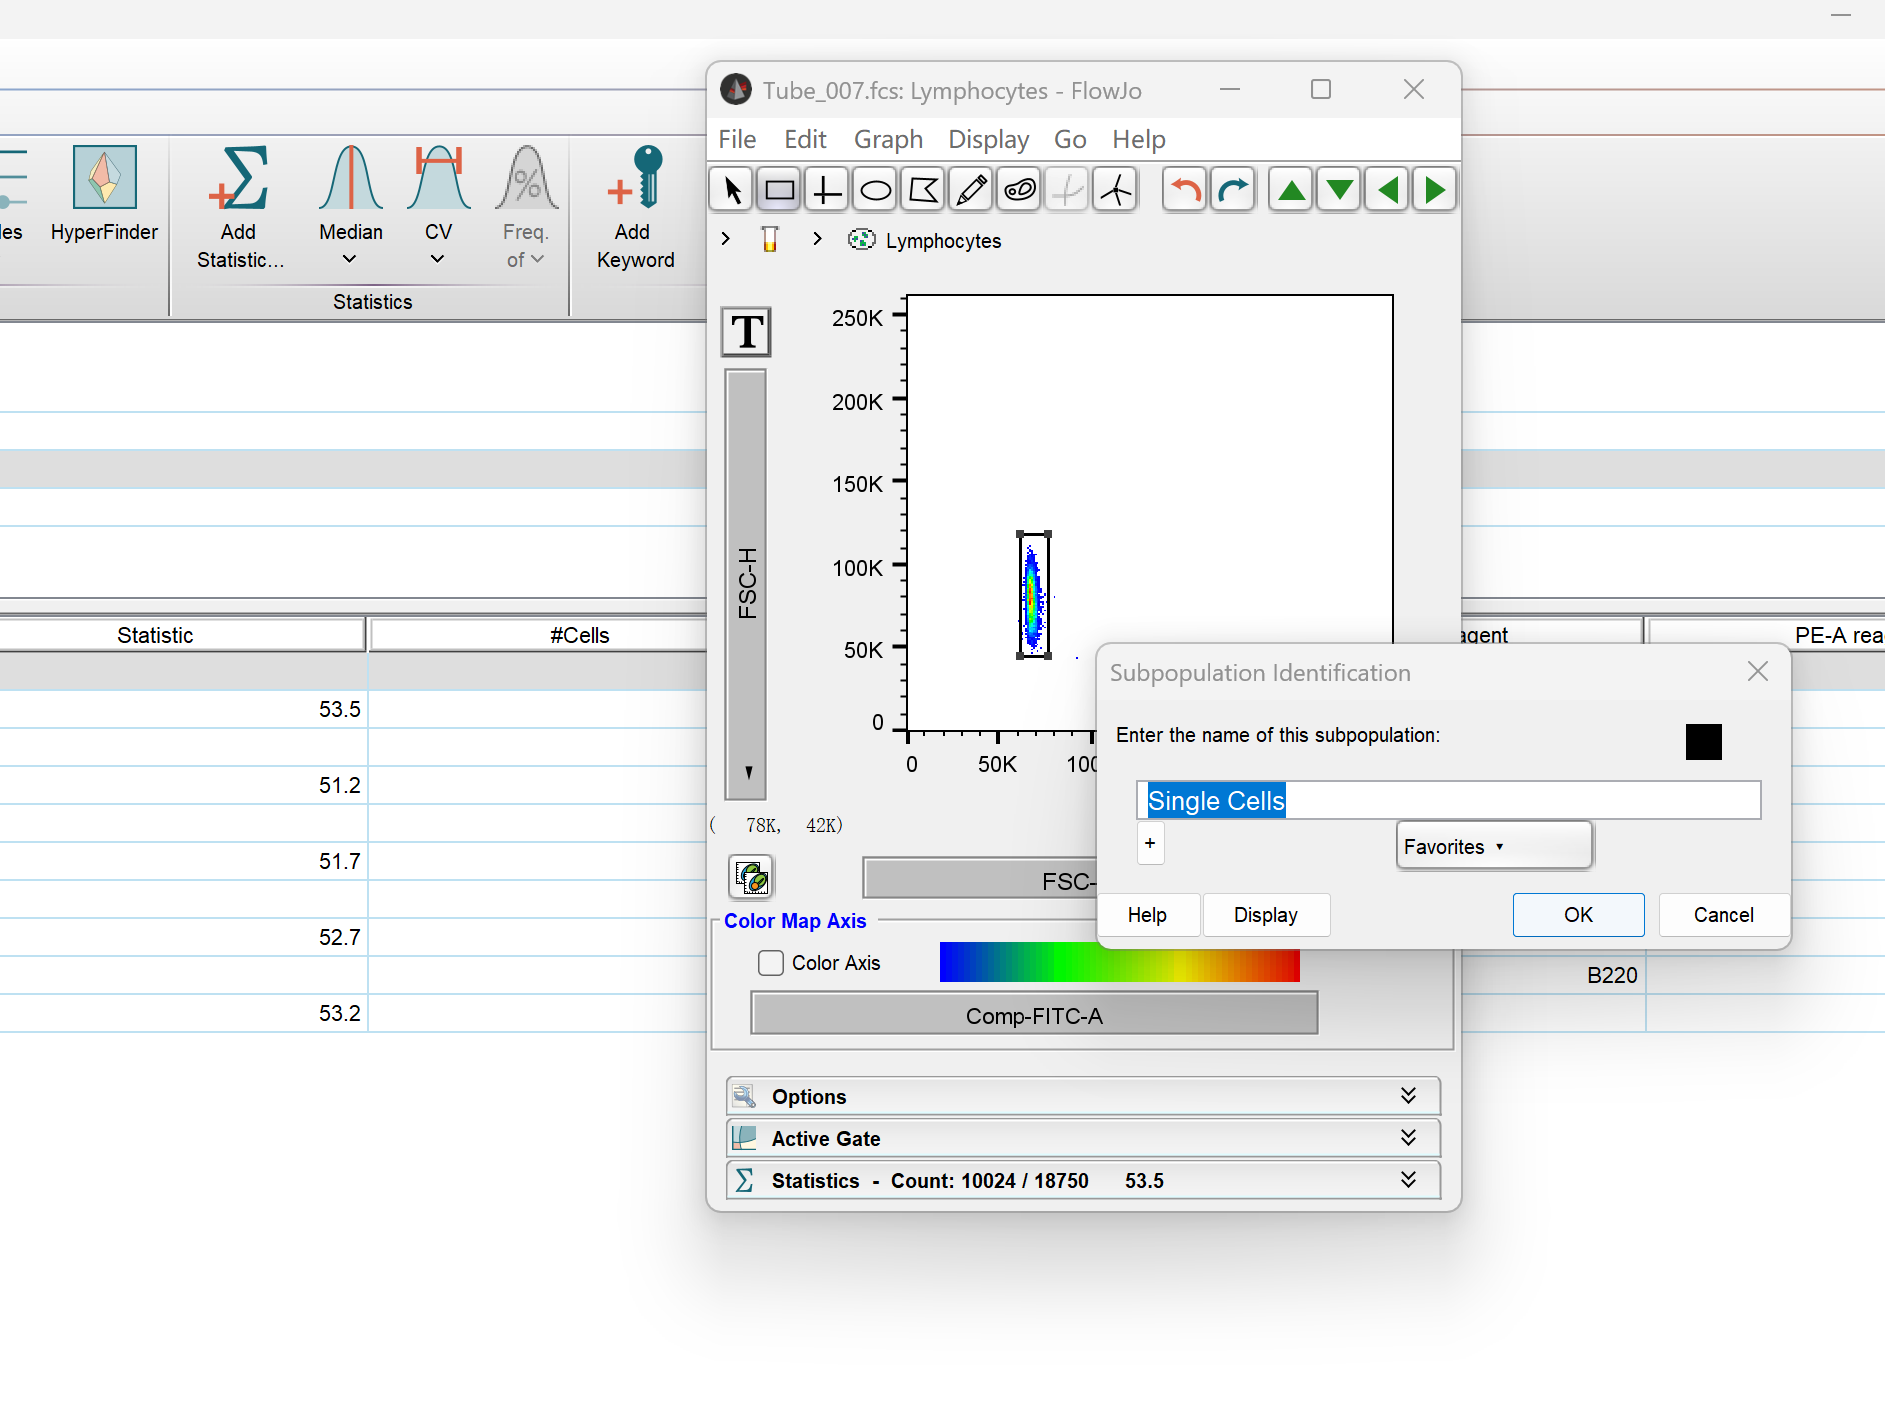 Tube_007.fcs: Lymphocytes - FlowJo
File Edit Graph Display Go Help
les
HyperFinder
Add
Statistic...
Median
CV
Freq.
of
Statistics
Add
Keyword
Lymphocytes
T
250K
200K
150K
100K
50K
0
FSC-H
0 50K 100
( 78K, 42K)
FSC-
Statistic #Cells
agent PE-A rea
53.5
51.2
51.7
52.7
53.2
B220
Subpopulation Identification
Enter the name of this subpopulation:
Single Cells
+
Favorites
Help Display OK Cancel
Color Map Axis
Color Axis
Comp-FITC-A
Options
Active Gate
Statistics - Count: 10024 / 18750 53.5